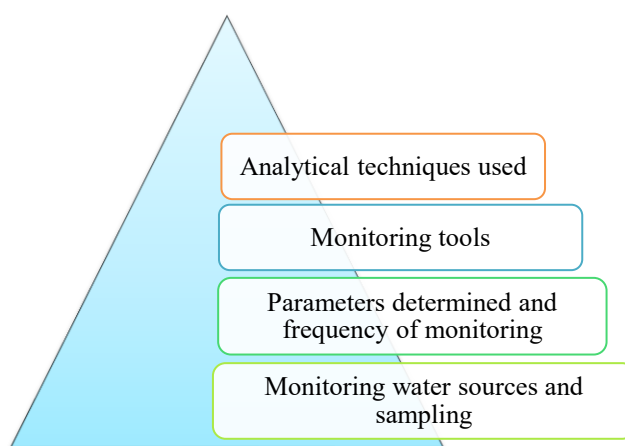 Analytical techniques used
Monitoring tools
Parameters determined and
frequency of monitoring
Monitoring water sources and
sampling